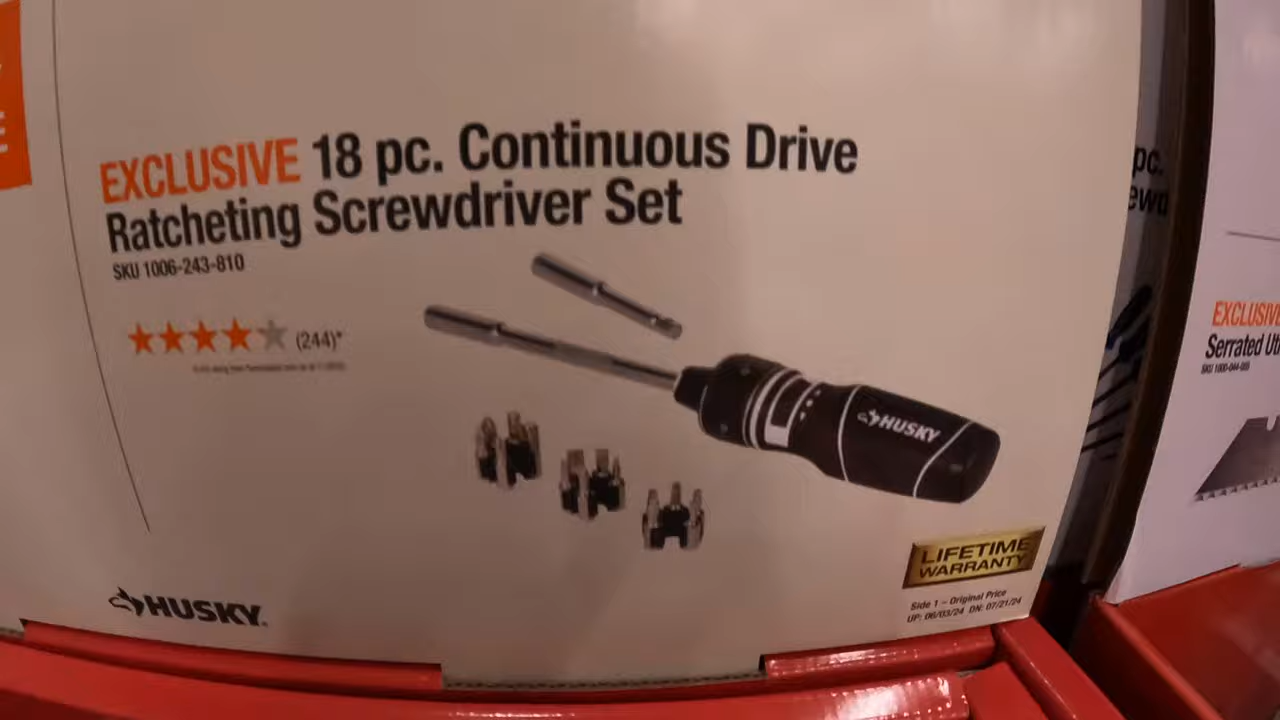 EXCLUSIVE 18 pc. Continuous Drive
Ratcheting Screwdriver Set
SKU 1006-243-810
(244)*
HUSKY
LIFETIME
WARRANTY
Side 1 – Original Price
UP: 06/03/24 DN: 07/21/24
HUSKY
pc.
EXCLUSIVE
Serrated